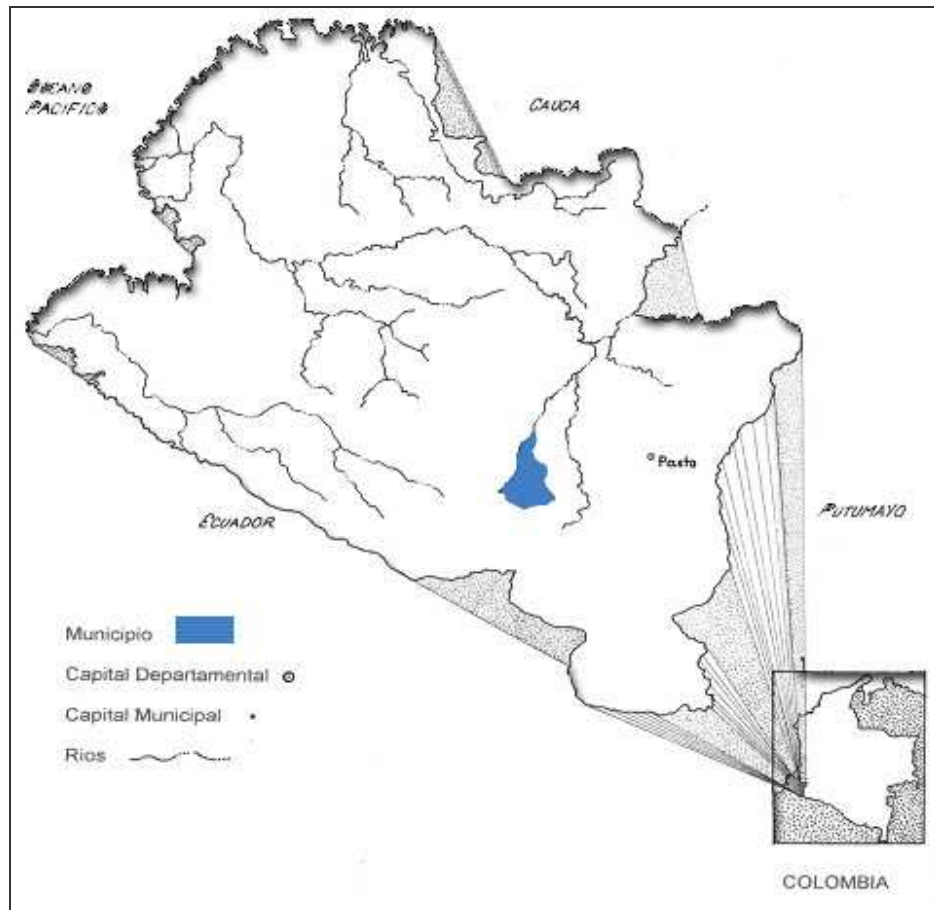 OCEANO
PACIFICO
CAUCA
Pasto
PUTUMAYO
ECUADOR
Municipio
Capital Departamental
Capital Municipal
Rios
COLOMBIA